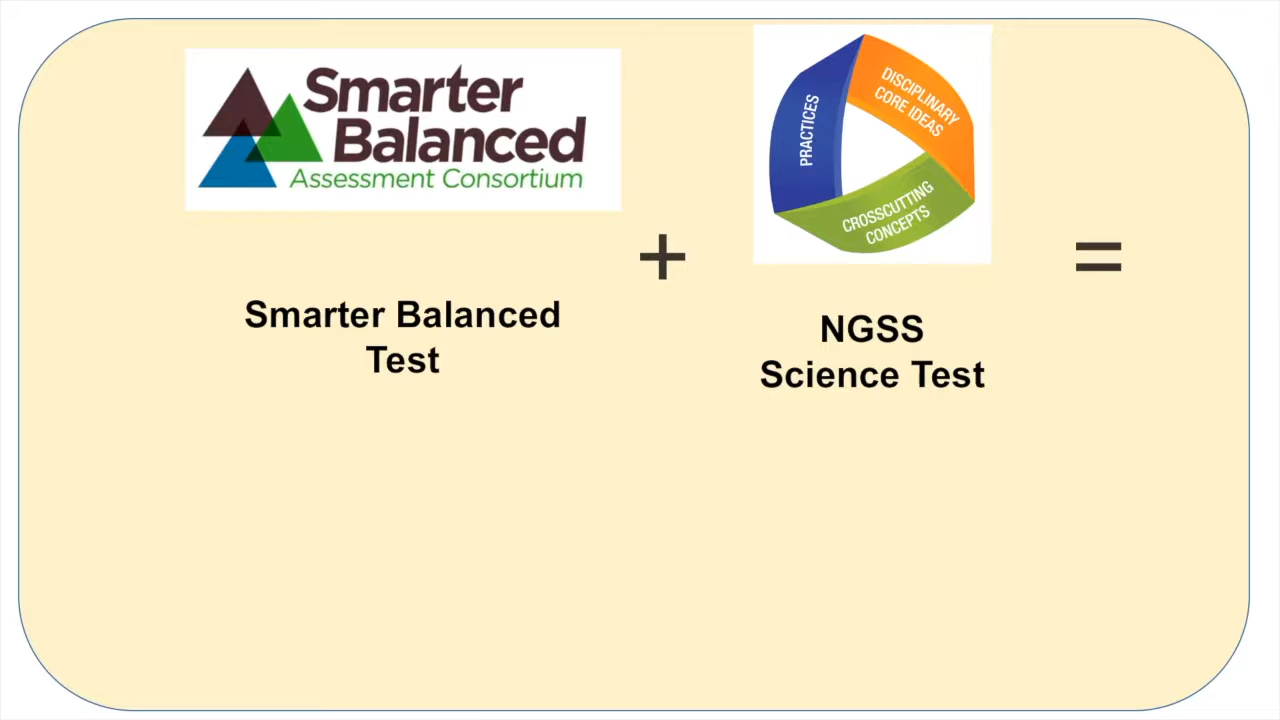 Smarter
Balanced
Assessment Consortium
PRACTICES
DISCIPLINARY
CORE IDEAS
CROSSCUTTING
CONCEPTS
+
=
Smarter Balanced
Test
NGSS
Science Test